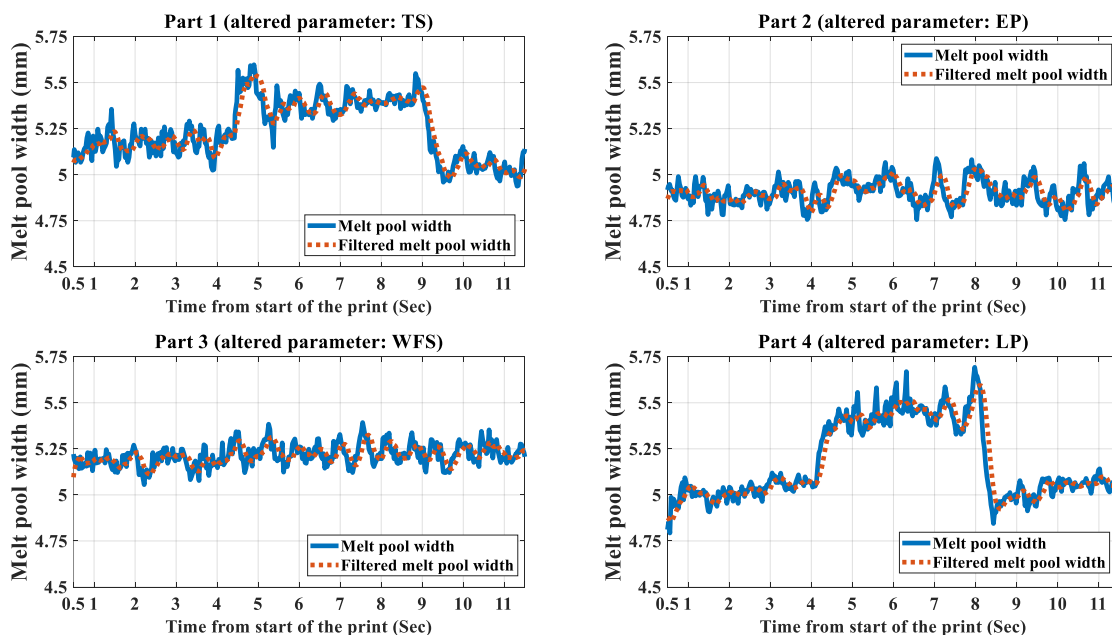 Part 1 (altered parameter: TS)
Melt pool width (mm)
5.75
5.5
5.25
5
4.75
4.5
Melt pool width
Filtered melt pool width
0.5 1 2 3 4 5 6 7 8 9 10 11
Time from start of the print (Sec)
Part 2 (altered parameter: EP)
Melt pool width (mm)
5.75
5.5
5.25
5
4.75
4.5
Melt pool width
Filtered melt pool width
0.5 1 2 3 4 5 6 7 8 9 10 11
Time from start of the print (Sec)
Part 3 (altered parameter: WFS)
Melt pool width (mm)
5.75
5.5
5.25
5
4.75
4.5
Melt pool width
Filtered melt pool width
0.5 1 2 3 4 5 6 7 8 9 10 11
Time from start of the print (Sec)
Part 4 (altered parameter: LP)
Melt pool width (mm)
5.75
5.5
5.25
5
4.75
4.5
Melt pool width
Filtered melt pool width
0.5 1 2 3 4 5 6 7 8 9 10 11
Time from start of the print (Sec)